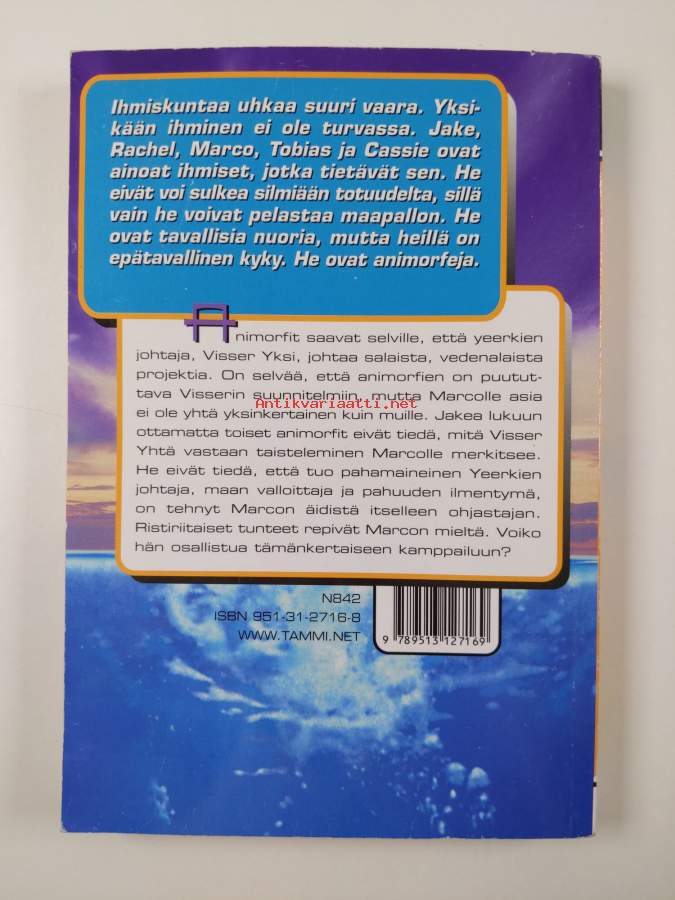 Ihmiskuntaa uhkaa suuri vaara. Yksi-
kään ihminen ei ole turvassa. Jake,
Rachel, Marco, Tobias ja Cassie ovat
ainoat ihmiset, jotka tietävät sen. He
eivät voi sulkea silmiään totuudelta, sillä
vain he voivat pelastaa maapallon. He
ovat tavallisia nuoria, mutta heillä on
epätavallinen kyky. He ovat animorfeja.
Animorfit saavat selville, että yeerkien
johtaja, Visser Yksi, johtaa salaista, vedenalaista
projektia. On selvää, että animorfien on puutut-
tava Visserin suunnitelmiin, mutta Marcolle asia
Antikvariaatti.net
ei ole yhtä yksinkertainen kuin muille. Jakea lukuun
ottamatta toiset animorfit eivät tiedä, mitä Visser
Yhtä vastaan taisteleminen Marcolle merkitsee.
He eivät tiedä, että tuo pahamaineinen Yeerkien
johtaja, maan valloittaja ja pahuuden ilmentymä,
on tehnyt Marcon äidistä itselleen ohjastajan.
Ristiriitaiset tunteet repivät Marcon mieltä. Voiko
hän osallistua tämänkertaiseen kamppailuun?
N842
ISBN 951-31-2716-8
WWW.TAMMI.NET
9 789513 127169